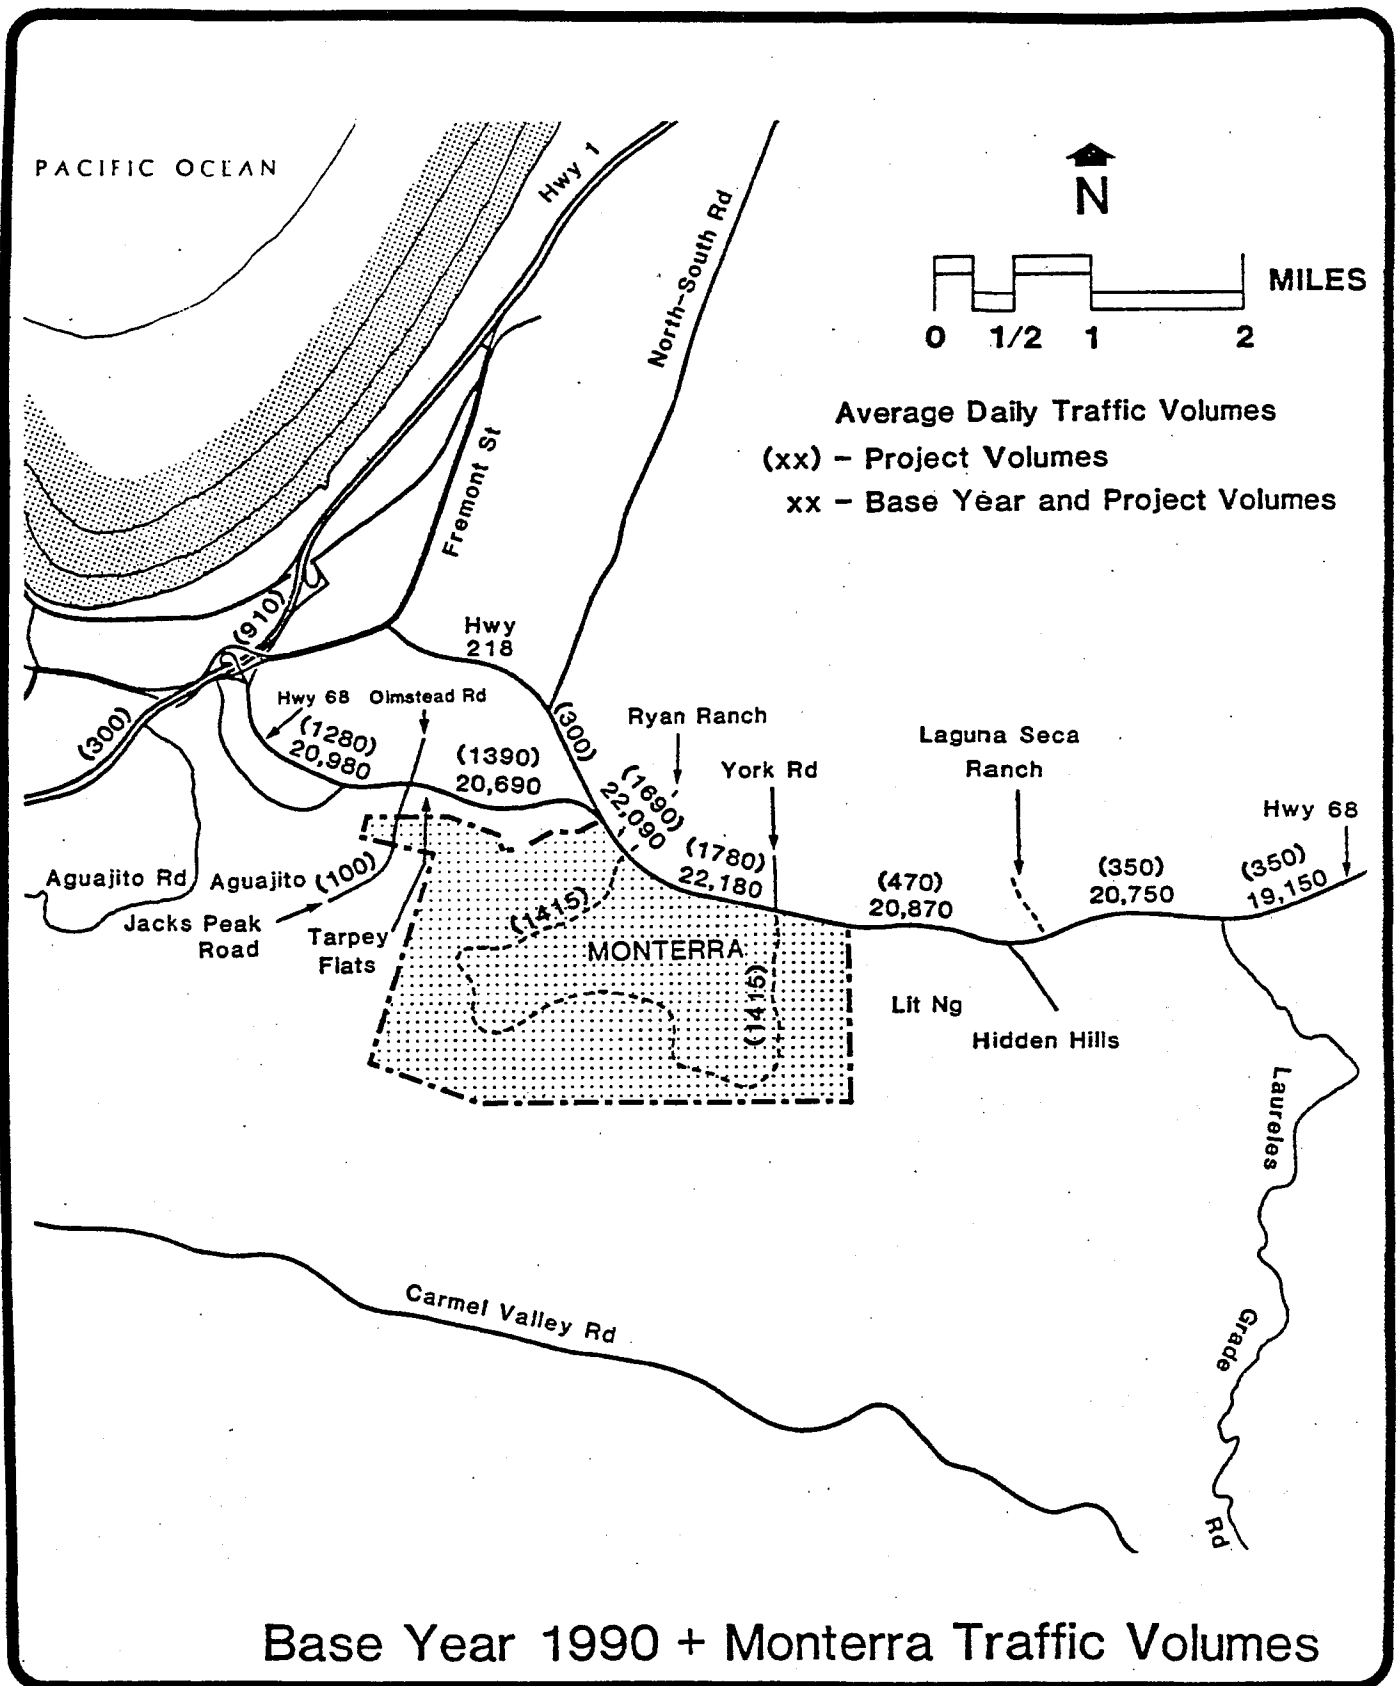 PACIFIC OCEAN
Hwy 1
North-South Rd
N
MILES
0 1/2 1 2
Average Daily Traffic Volumes
(xx) - Project Volumes
xx - Base Year and Project Volumes
Fremont St
(910)
Hwy
218
(300)
Hwy 68
Olmstead Rd
(1280)
20,980
(1390)
20,690
(300)
Ryan Ranch
(1690)
22,090
York Rd
(1780)
22,180
Laguna Seca
Ranch
Hwy 68
(470)
20,870
(350)
20,750
(350)
19,150
Aguajito Rd
Aguajito (100)
Jacks Peak
Road
Tarpey
Flats
(1415)
MONTERRA
(1415)
Lit Ng
Hidden Hills
Laureles
Grade
Rd
Carmel Valley Rd
Base Year 1990 + Monterra Traffic Volumes